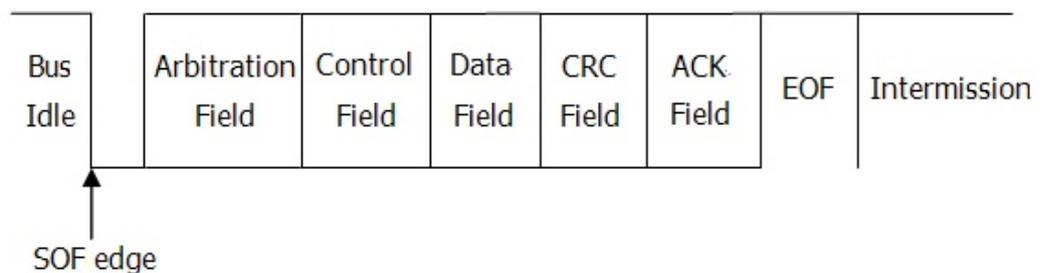 Bus
Idle
Arbitration
Field
Control
Field
Data
Field
CRC
Field
ACK
Field
EOF
Intermission
SOF edge